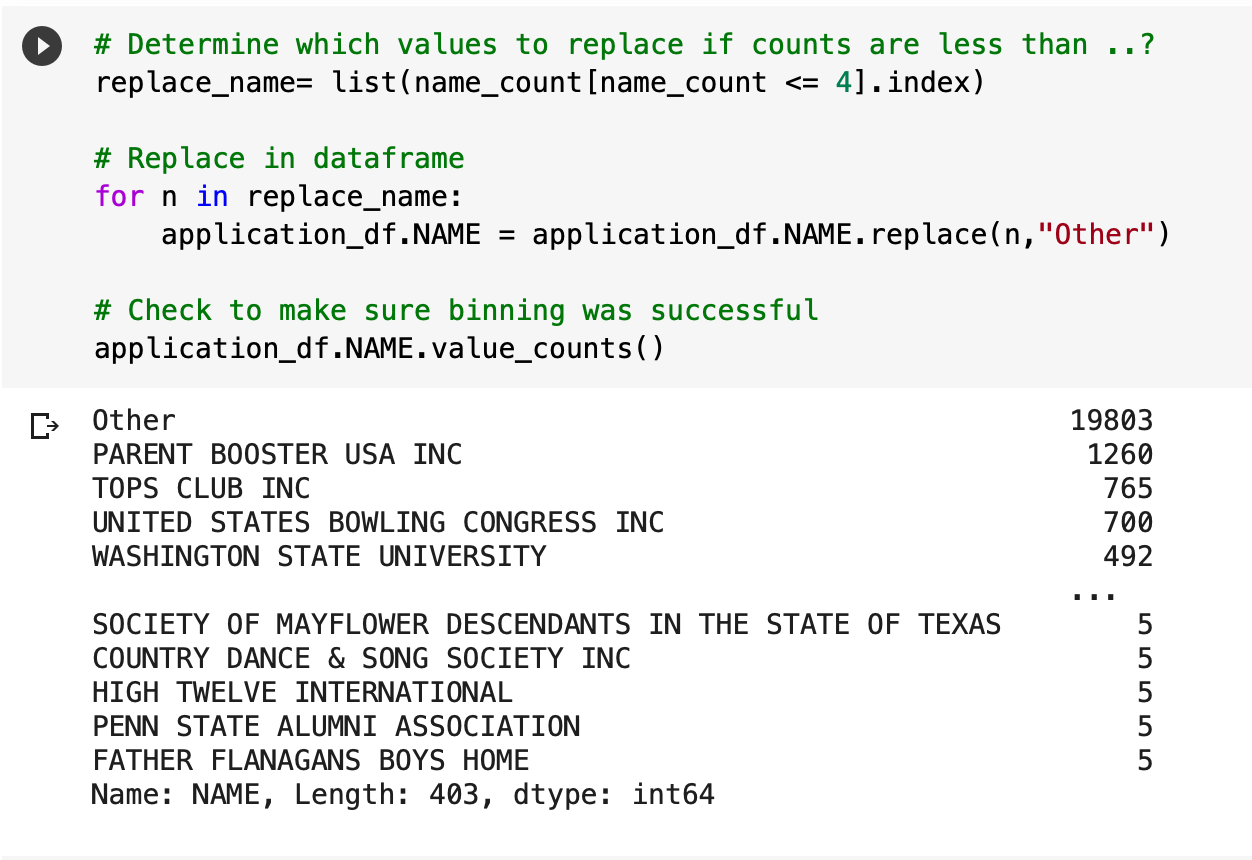 # Determine which values to replace if counts are less than ..?
replace_name= list(name_count[name_count <= 4].index)
# Replace in dataframe
for n in replace_name:
    application_df.NAME = application_df.NAME.replace(n,"Other")
# Check to make sure binning was successful
application_df.NAME.value_counts()
Other 19803
PARENT BOOSTER USA INC 1260
TOPS CLUB INC 765
UNITED STATES BOWLING CONGRESS INC 700
WASHINGTON STATE UNIVERSITY 492
...
SOCIETY OF MAYFLOWER DESCENDANTS IN THE STATE OF TEXAS 5
COUNTRY DANCE & SONG SOCIETY INC 5
HIGH TWELVE INTERNATIONAL 5
PENN STATE ALUMNI ASSOCIATION 5
FATHER FLANAGANS BOYS HOME 5
Name: NAME, Length: 403, dtype: int64